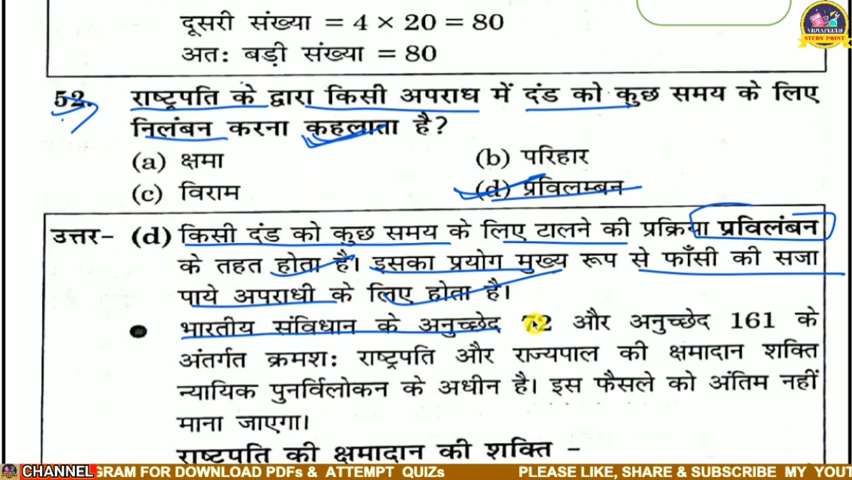 दूसरी संख्या = 4 × 20 = 80
अतः बड़ी संख्या = 80
52. राष्ट्रपति के द्वारा किसी अपराध में दंड को कुछ समय के लिए
निलंबन करना कहलाता है?
(a) क्षमा (b) परिहार
(c) विराम (d) प्रविलम्बन
उत्तर- (d) किसी दंड को कुछ समय के लिए टालने की प्रक्रिया प्रविलंबन
के तहत होता है। इसका प्रयोग मुख्य रूप से फाँसी की सजा
पाये अपराधी के लिए होता है।
भारतीय संविधान के अनुच्छेद 72 और अनुच्छेद 161 के
अंतर्गत क्रमशः राष्ट्रपति और राज्यपाल की क्षमादान शक्ति
न्यायिक पुनर्विलोकन के अधीन है। इस फैसले को अंतिम नहीं
माना जाएगा।
राष्ट्रपति की क्षमादान की शक्ति -
CHANNEL GRAM FOR DOWNLOAD PDFs & ATTEMPT QUIZs PLEASE LIKE, SHARE & SUBSCRIBE MY YOUT
STUDY POINT